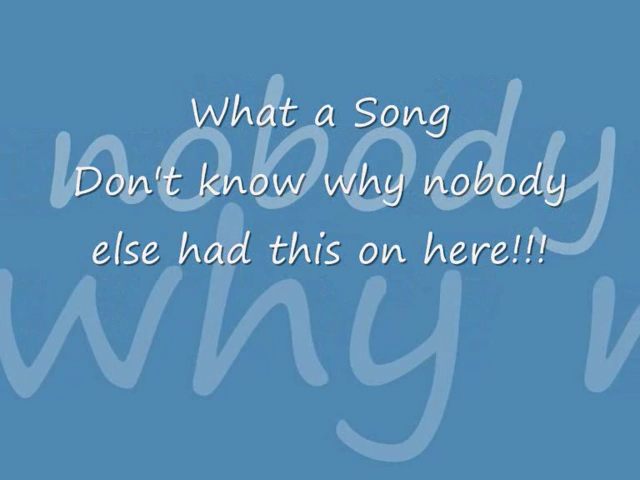 What a Song
Don't know why nobody
else had this on here!!!
nobody
why